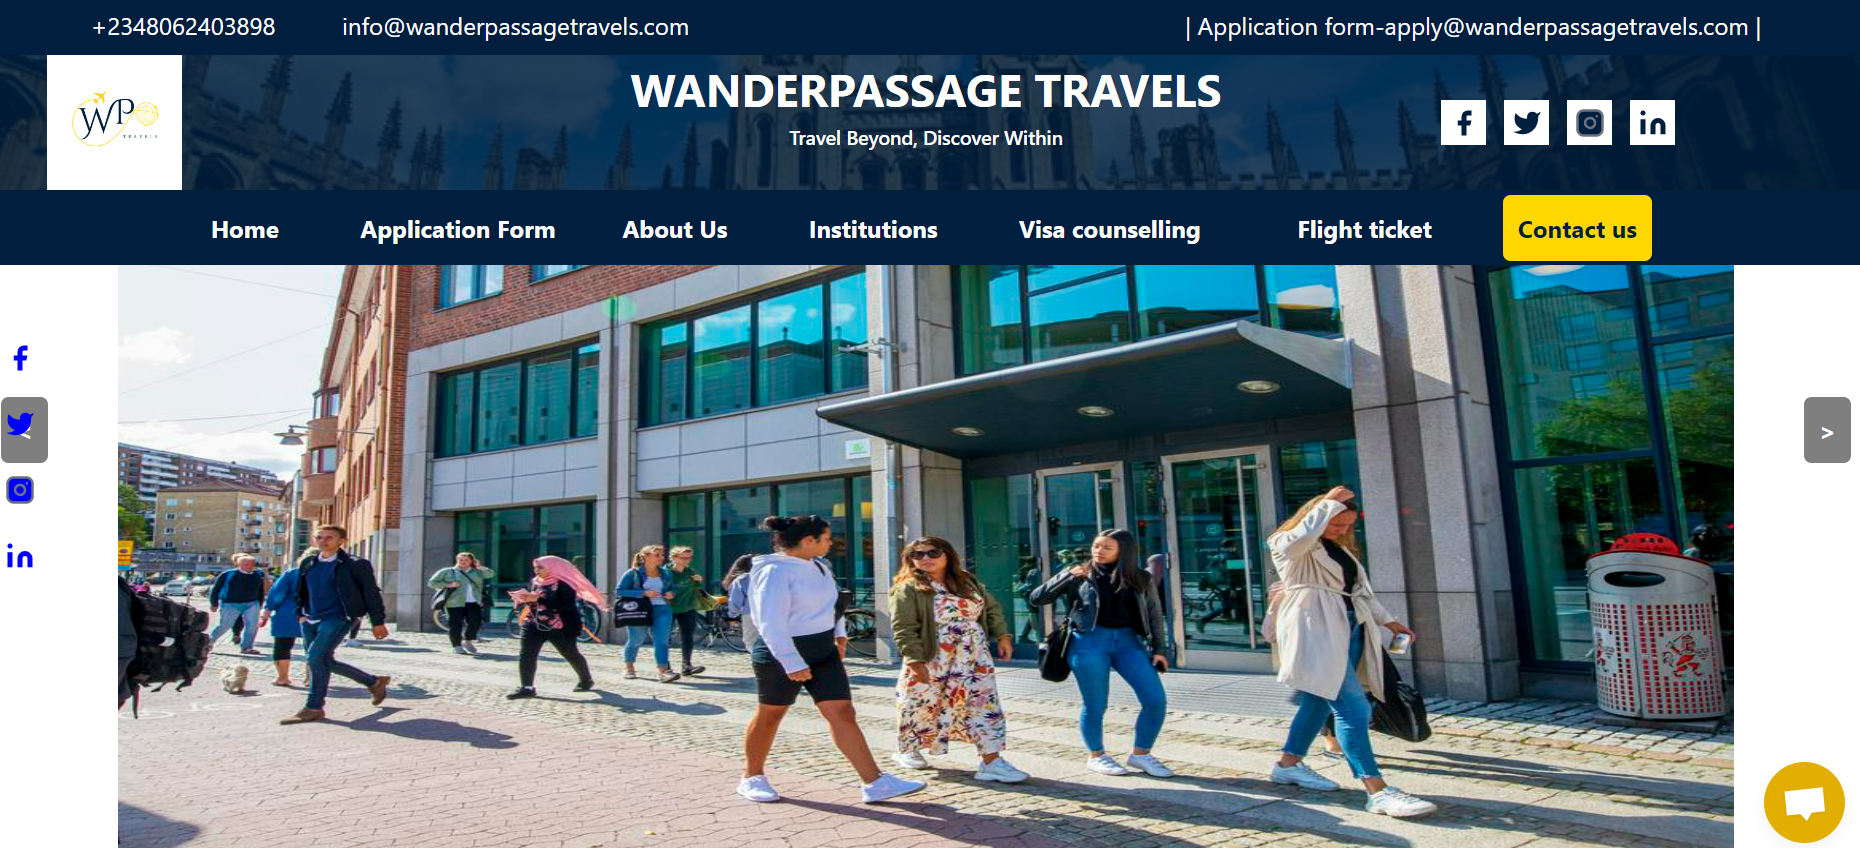 +2348062403898
info@wanderpassagetravels.com
| Application form-apply@wanderpassagetravels.com |
WP
TRAVELS
WANDERPASSAGE TRAVELS
Travel Beyond, Discover Within
Home
Application Form
About Us
Institutions
Visa counselling
Flight ticket
Contact us
<
>